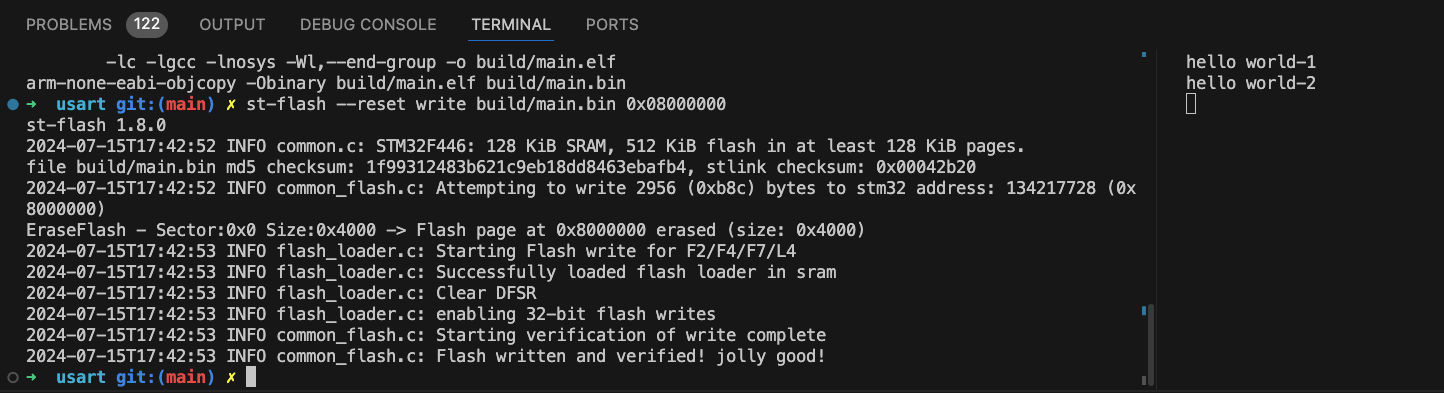 PROBLEMS 122 OUTPUT DEBUG CONSOLE TERMINAL PORTS
-lc -lgcc -lnosys -Wl,--end-group -o build/main.elf
arm-none-eabi-objcopy -Obinary build/main.elf build/main.bin
➜ usart git:(main) ✗ st-flash --reset write build/main.bin 0x08000000
st-flash 1.8.0
2024-07-15T17:42:52 INFO common.c: STM32F446: 128 KiB SRAM, 512 KiB flash in at least 128 KiB pages.
file build/main.bin md5 checksum: 1f99312483b621c9eb18dd8463ebafb4, stlink checksum: 0x00042b20
2024-07-15T17:42:52 INFO common_flash.c: Attempting to write 2956 (0xb8c) bytes to stm32 address: 134217728 (0x
8000000)
EraseFlash - Sector:0x0 Size:0x4000 -> Flash page at 0x8000000 erased (size: 0x4000)
2024-07-15T17:42:53 INFO flash_loader.c: Starting Flash write for F2/F4/F7/L4
2024-07-15T17:42:53 INFO flash_loader.c: Successfully loaded flash loader in sram
2024-07-15T17:42:53 INFO flash_loader.c: Clear DFSR
2024-07-15T17:42:53 INFO flash_loader.c: enabling 32-bit flash writes
2024-07-15T17:42:53 INFO common_flash.c: Starting verification of write complete
2024-07-15T17:42:53 INFO common_flash.c: Flash written and verified! jolly good!
➜ usart git:(main) ✗
hello world-1
hello world-2